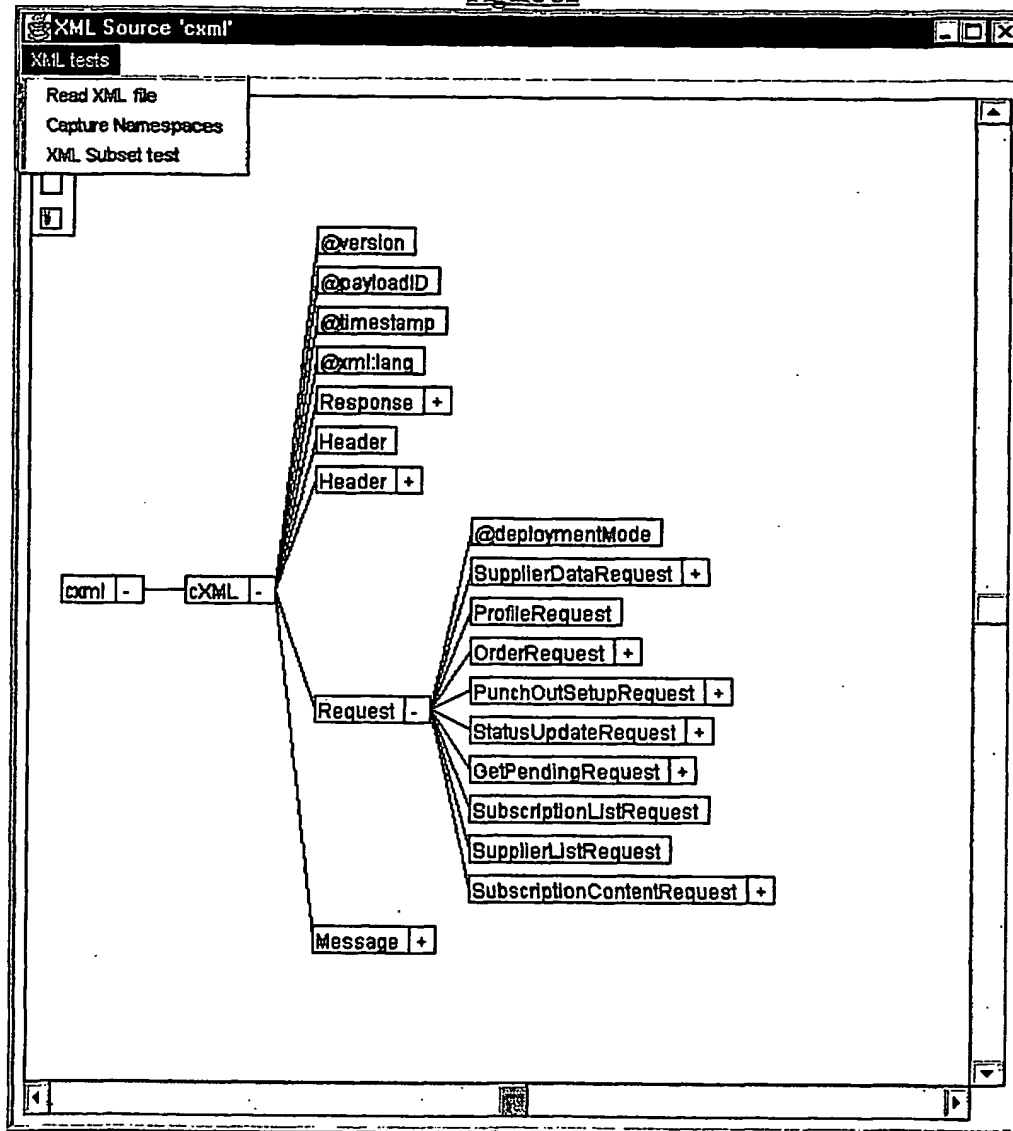 XML Source 'cxml'
XML tests
Read XML file
Capture Namespaces
XML Subset test
@version
@payloadID
@timestamp
@xml:lang
Response +
Header
Header +
@deploymentMode
SupplierDataRequest +
cxml - cXML -
ProfileRequest
OrderRequest +
PunchOutSetupRequest +
Request -
StatusUpdateRequest +
GetPendingRequest +
SubscriptionListRequest
SupplierListRequest
SubscriptionContentRequest +
Message +